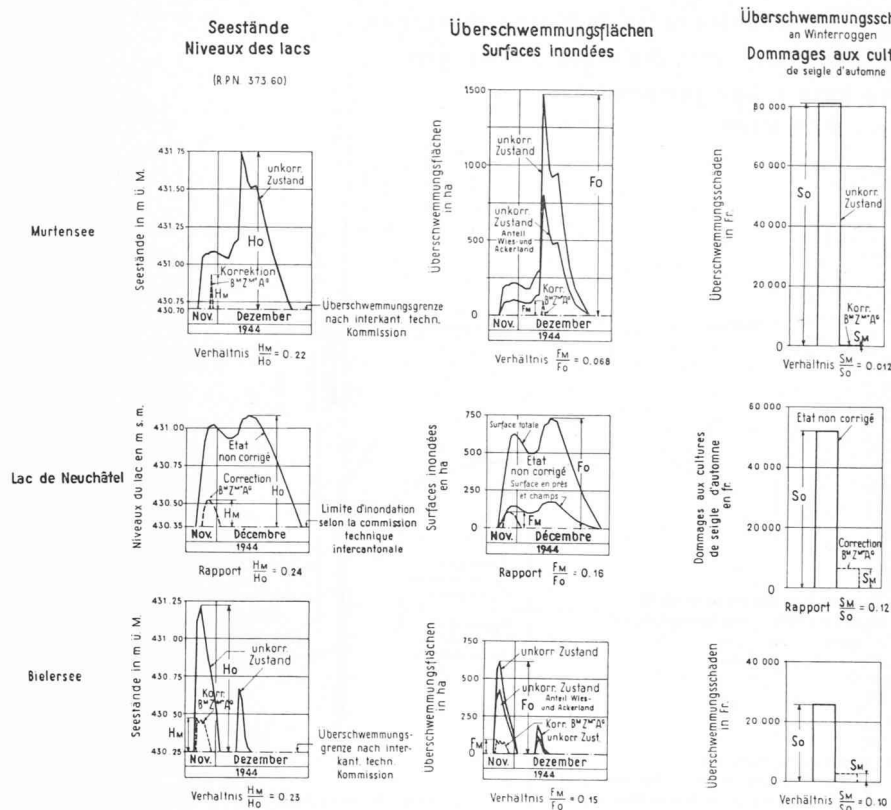 Seestände
Niveaux des lacs
(R.P.N. 373.60)
Überschwemmungsflächen
Surfaces inondées
Überschwemmungssch
an Winterroggen
Dommages aux cult
de seigle d'automne
Murtensee
Seestände in m ü. M.
431 75
431.50
431.25
431.00
430.75
430.70
unkorr.
Zustand
Ho
Korrektion
HM
Nov.
Dezember
1944
Überschwemmungsgrenze
nach interkant. techn.
Kommission
Verhältnis HM/Ho = 0.22
Überschwemmungsflächen
in ha
1500
1000
750
500
250
0
unkorr.
Zustand
Fo
unkorr.
Zustand
Anteil
Wies- und
Ackerland
Korr.
FM
Nov.
Dezember
1944
Verhältnis FM/Fo = 0.068
Überschwemmungsschäden
in Fr.
80 000
60 000
40 000
20 000
0
So
unkorr.
Zustand
Korr.
SM
Verhältnis SM/So = 0.012
Lac de Neuchâtel
Niveaux du lac en m s.m.
431.00
430.75
430.50
430.35
Etat
non corrigé
Correction
Ho
HM
Nov.
Décembre
1944
Limite d'inondation
selon la commission
technique
intercantonale
Rapport HM/Ho = 0.24
Surfaces inondées
en ha
750
500
250
0
Surface totale
Etat
non corrigé
Fo
Surface en prés
et champs
FM
Nov.
Décembre
1944
Rapport FM/Fo = 0.16
Dommages aux cultures
de seigle d'automne
en fr.
60 000
40 000
20000
0
Etat non corrigé
So
Correction
SM
Rapport SM/So = 0.12
Bielersee
Seestände in m ü. M.
431.25
431.00
430.75
430.50
430 25
Ho
unkorr.
Zustand
Korr.
HM
Nov.
Dezember
1944
Überschwemmungs-
grenze nach inter-
kant. techn.
Kommission
Verhältnis HM/Ho = 0.23
Überschwemmungsflächen
in ha
750
500
250
0
unkorr Zustand
unkorr. Zustand
Anteil Wies-
und Ackerland
Fo
Korr.
unkorr Zust.
FM
Nov.
Dezember
1944
Verhältnis FM/Fo = 0.15
Überschwemmungsschäden
in Fr.
40 000
20 000
0
So
SM
Verhältnis SM/So = 0.10